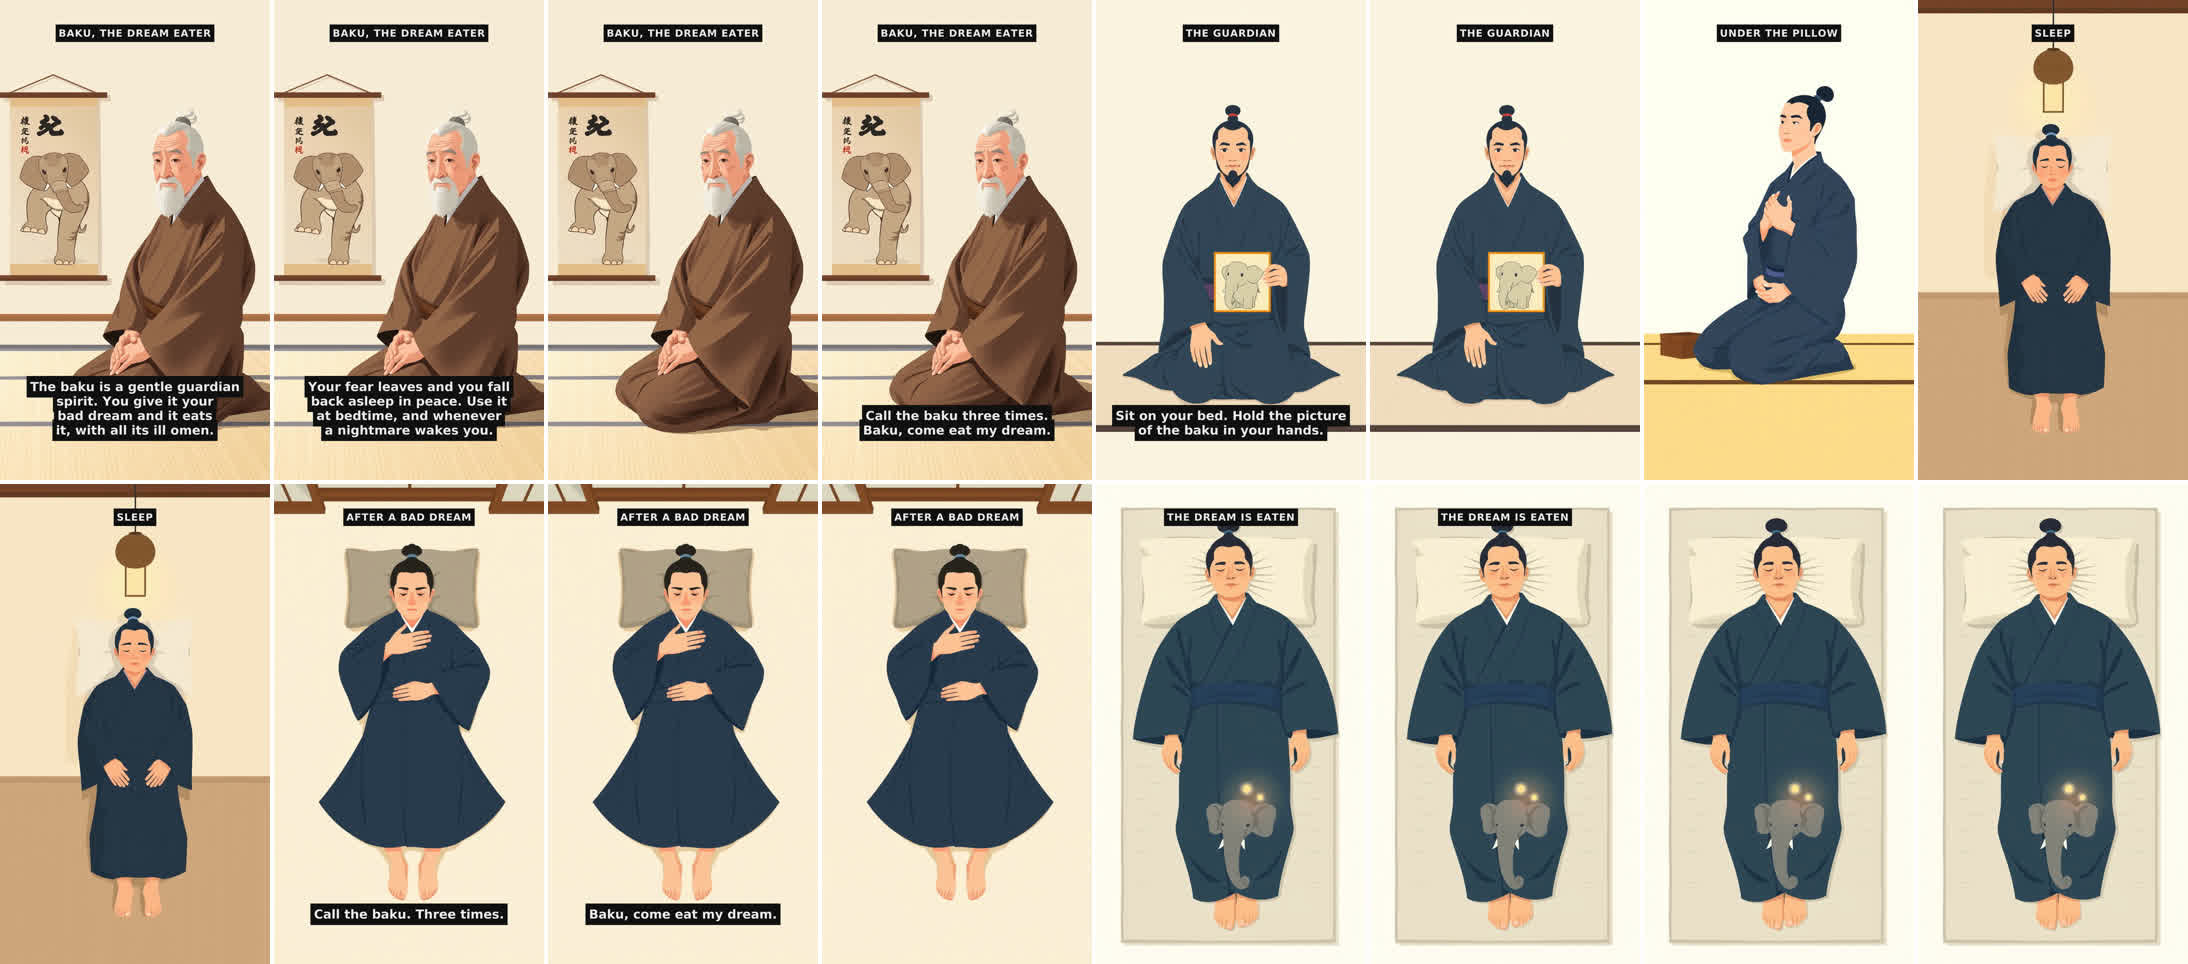 BAKU, THE DREAM EATER
The baku is a gentle guardian
spirit. You give it your
bad dream and it eats
it, with all its ill omen.
BAKU, THE DREAM EATER
Your fear leaves and you fall
back asleep in peace. Use it
at bedtime, and whenever
a nightmare wakes you.
BAKU, THE DREAM EATER
BAKU, THE DREAM EATER
Call the baku three times.
Baku, come eat my dream.
THE GUARDIAN
Sit on your bed. Hold the picture
of the baku in your hands.
THE GUARDIAN
UNDER THE PILLOW
SLEEP
SLEEP
AFTER A BAD DREAM
Call the baku. Three times.
AFTER A BAD DREAM
Baku, come eat my dream.
AFTER A BAD DREAM
THE DREAM IS EATEN
THE DREAM IS EATEN